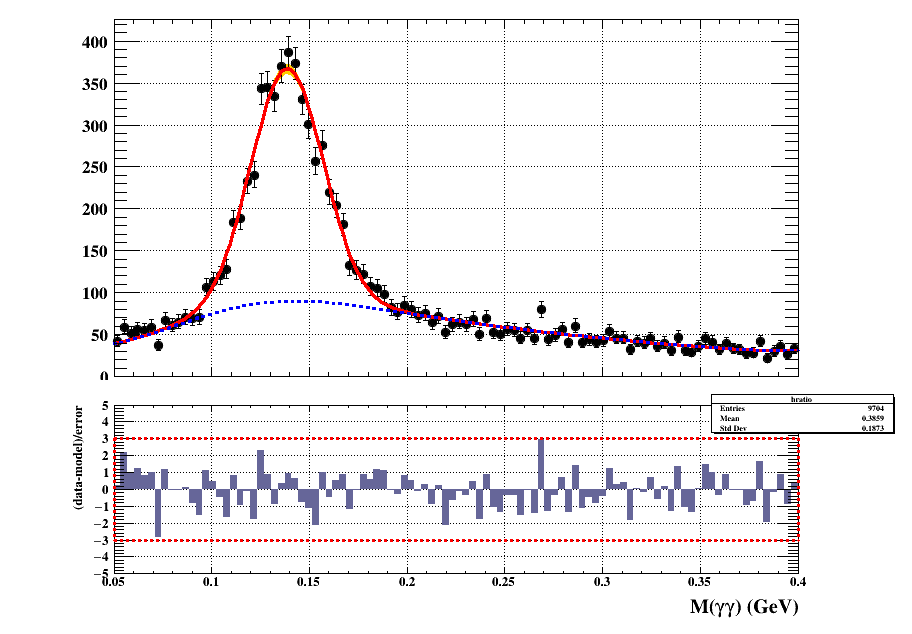 400
350
300
250
200
150
100
50
0
hratio
Entries 9704
Mean 0.3859
Std Dev 0.1873
(data-model)/error
5
4
3
2
1
0
−1
−2
−3
−4
−5
0.05 0.1 0.15 0.2 0.25 0.3 0.35 0.4
M(γγ) (GeV)